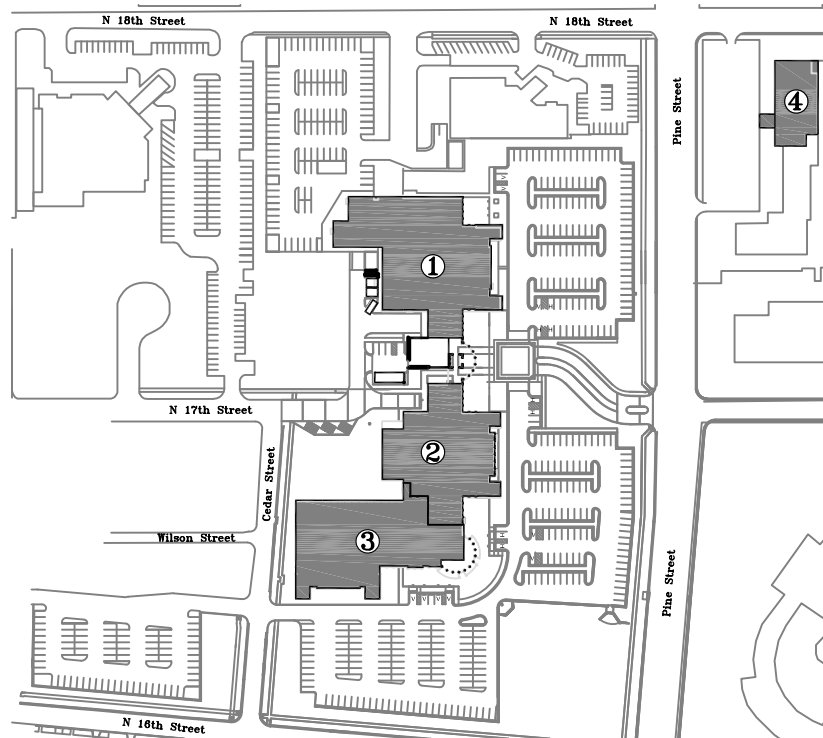 N 18th Street
N 18th Street
Pine Street
4
1
N 17th Street
2
Cedar Street
Wilson Street
3
Pine Street
N 16th Street